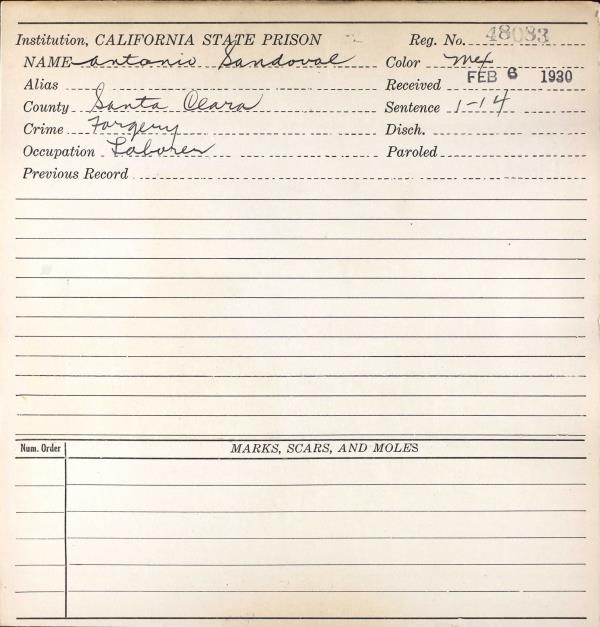 Institution, CALIFORNIA STATE PRISON Reg. No. 48083
NAME Antonio Sandoval Color Mex
Alias Received FEB 6 1930
County Santa Clara Sentence 1-14
Crime Forgery Disch.
Occupation Laborer Paroled
Previous Record
Num. Order MARKS, SCARS, AND MOLES